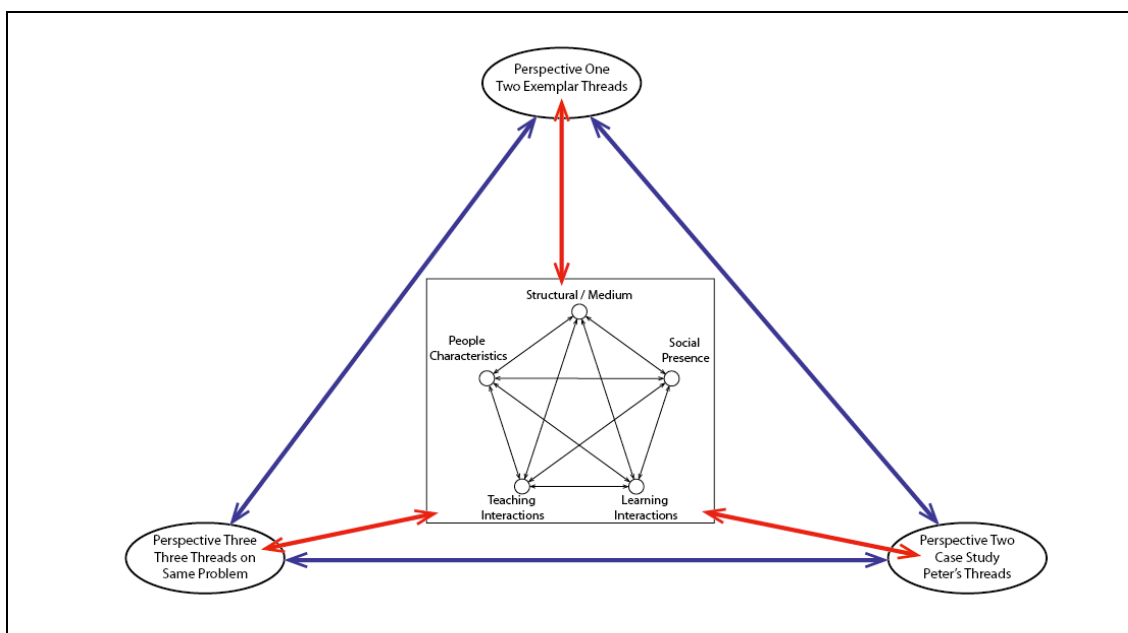 Perspective One
Two Exemplar Threads
Structural / Medium
People
Characteristics
Social
Presence
Teaching
Interactions
Learning
Interactions
Perspective Three
Three Threads on
Same Problem
Perspective Two
Case Study
Peter's Threads